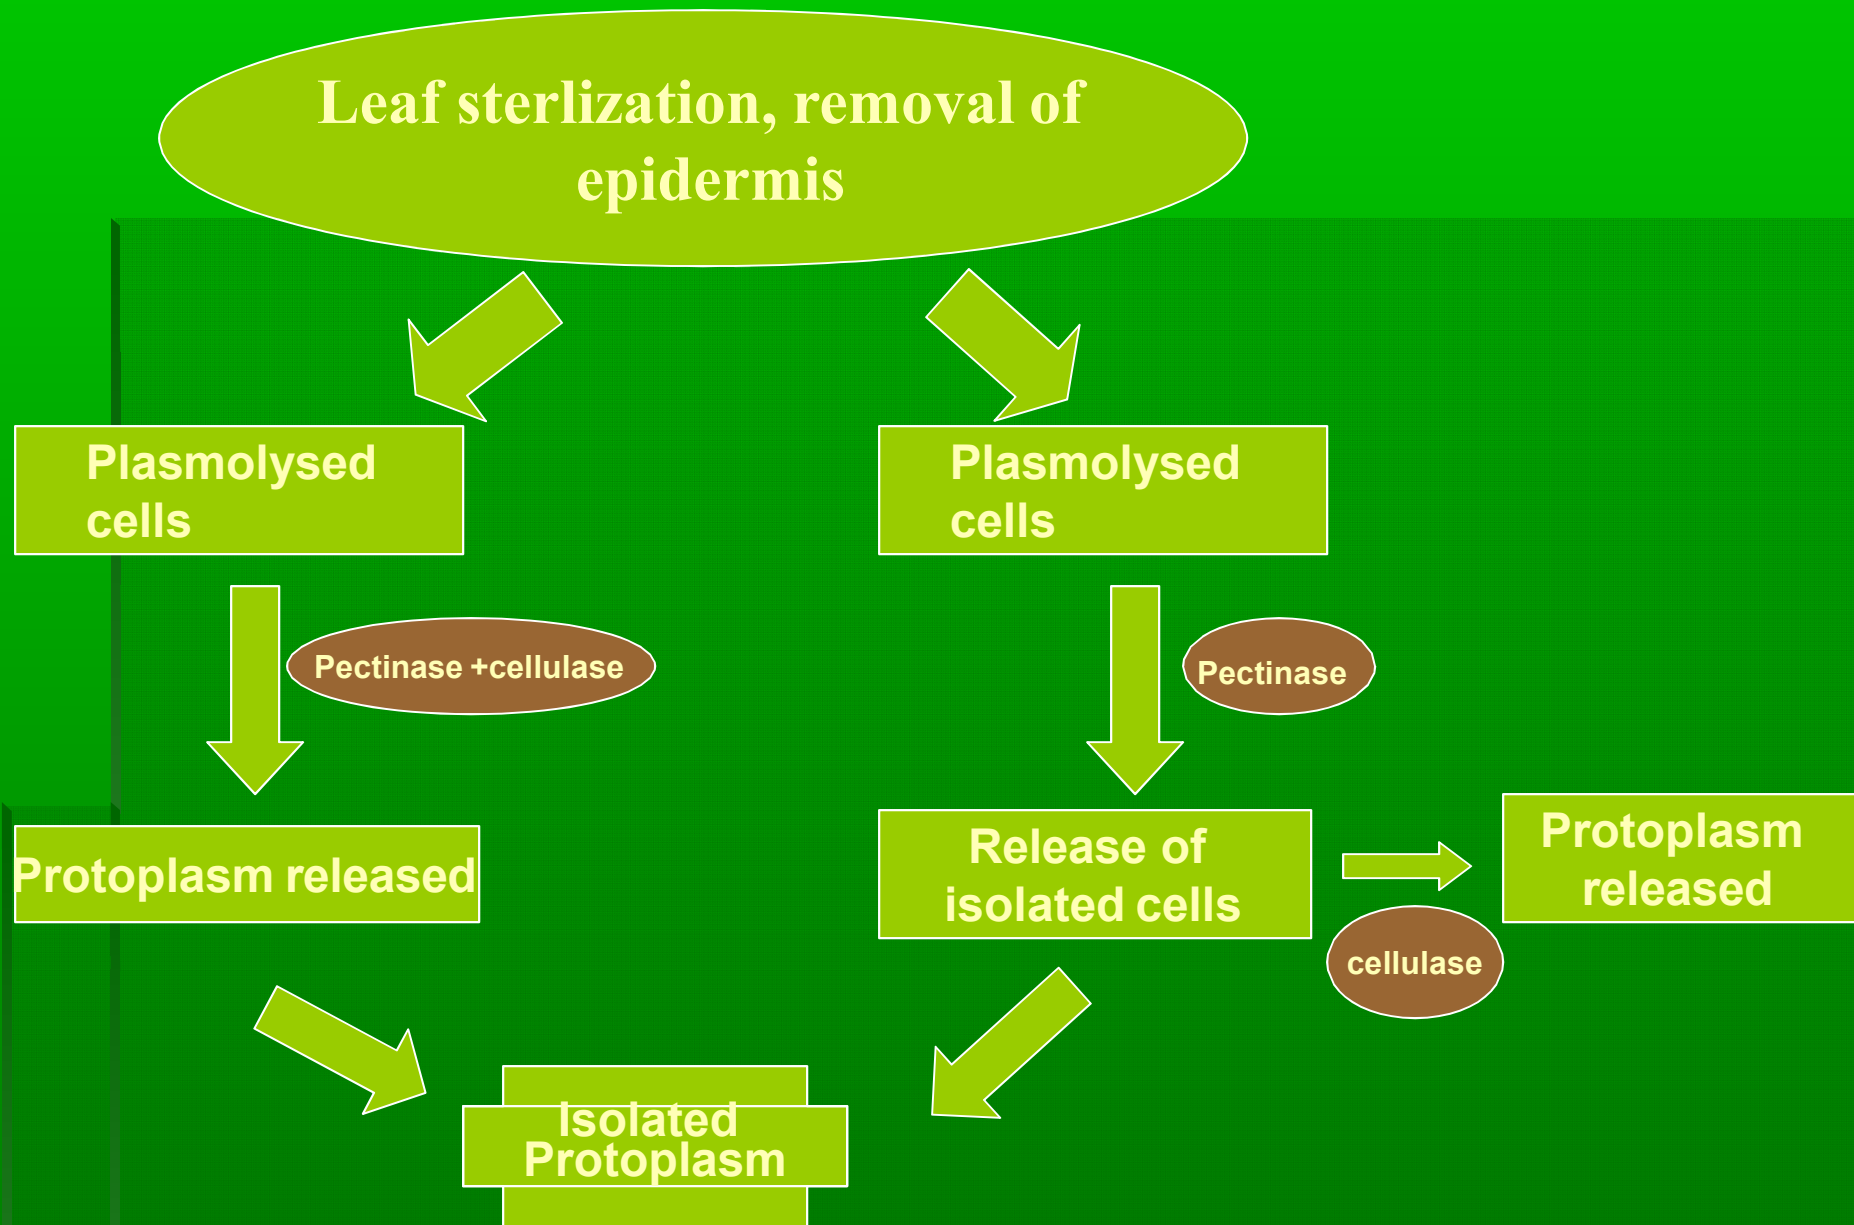 Leaf sterlization, removal of
epidermis
Plasmolysed
cells
Plasmolysed
cells
Pectinase +cellulase
Pectinase
Protoplasm released
Release of
isolated cells
Protoplasm
released
cellulase
Isolated
Protoplasm